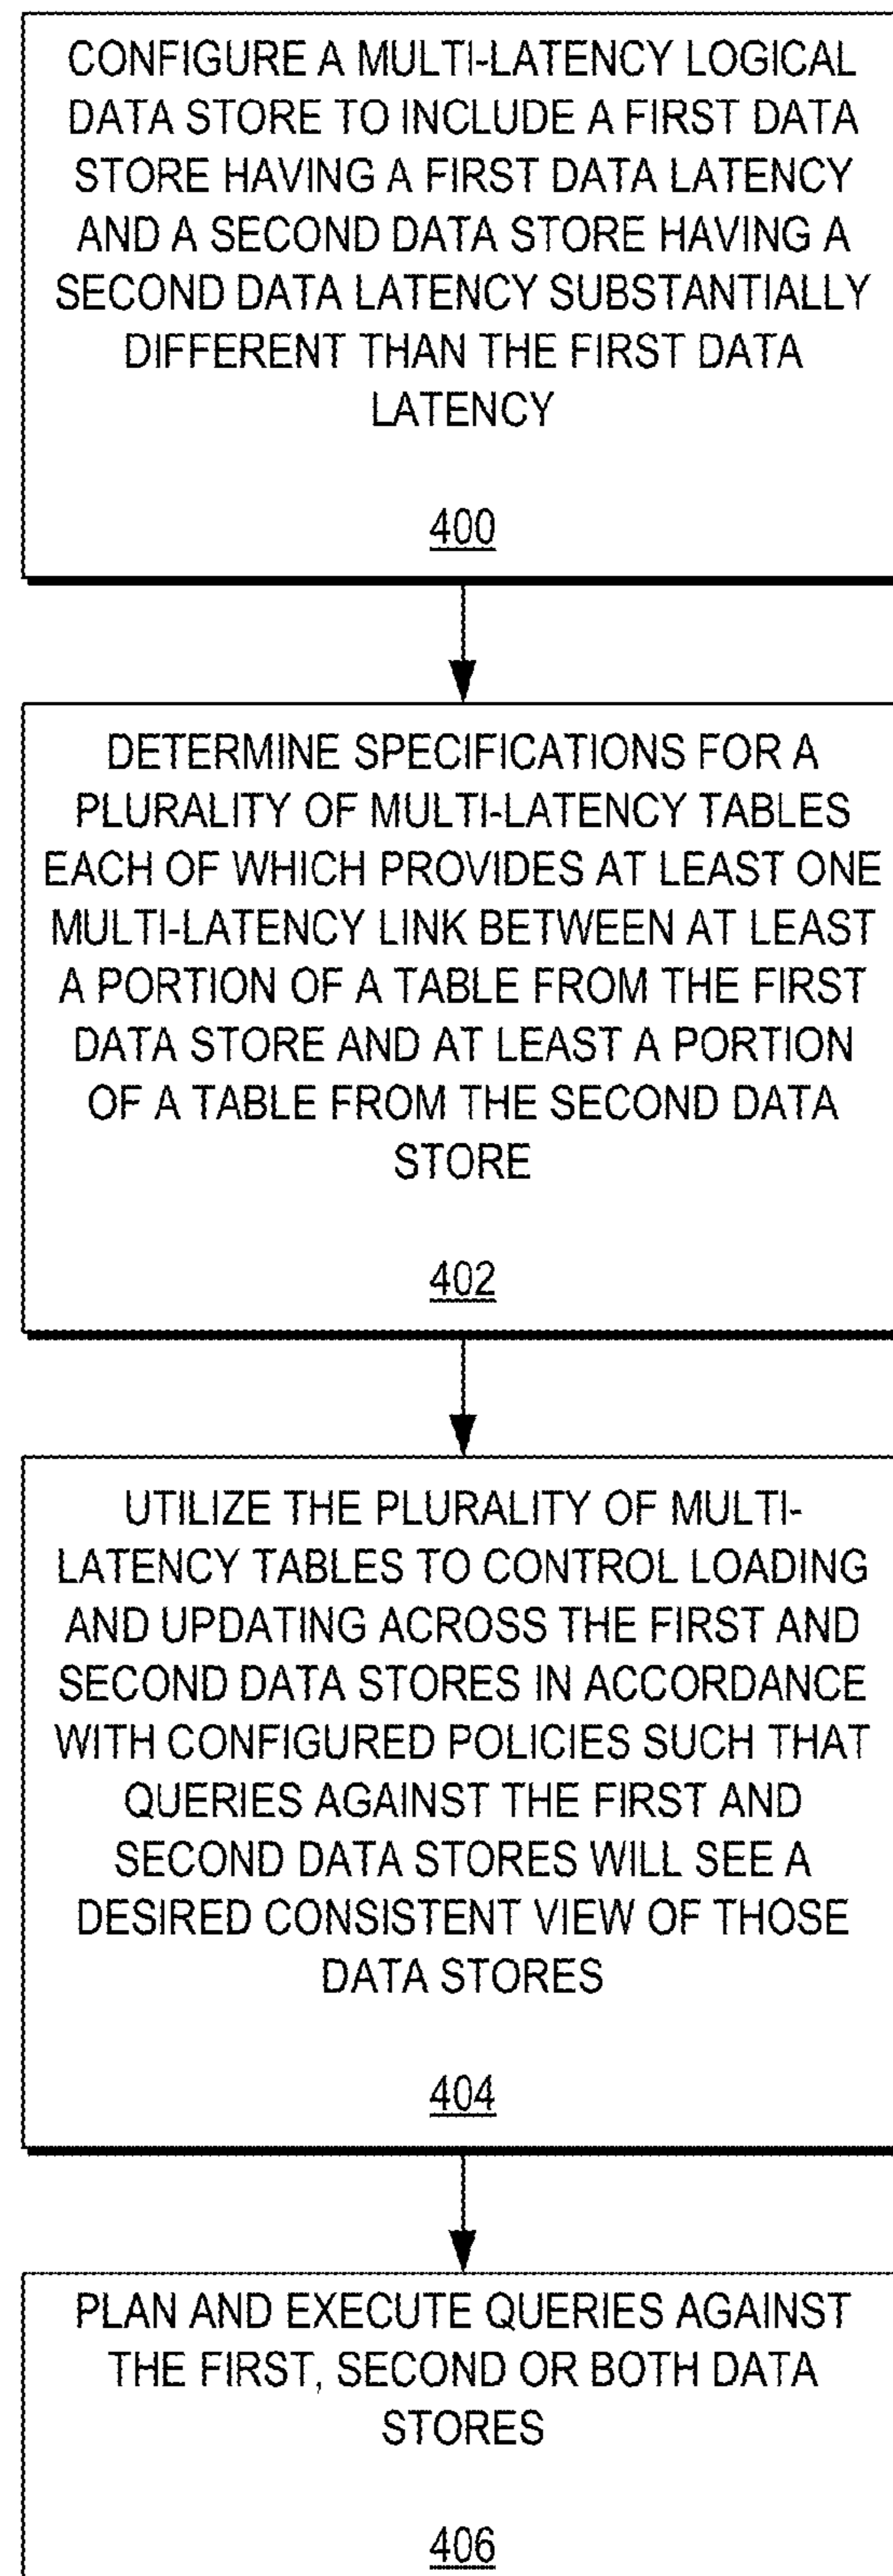 CONFIGURE A MULTI-LATENCY LOGICAL
DATA STORE TO INCLUDE A FIRST DATA
STORE HAVING A FIRST DATA LATENCY
AND A SECOND DATA STORE HAVING A
SECOND DATA LATENCY SUBSTANTIALLY
DIFFERENT THAN THE FIRST DATA
LATENCY
400
DETERMINE SPECIFICATIONS FOR A
PLURALITY OF MULTI-LATENCY TABLES
EACH OF WHICH PROVIDES AT LEAST ONE
MULTI-LATENCY LINK BETWEEN AT LEAST
A PORTION OF A TABLE FROM THE FIRST
DATA STORE AND AT LEAST A PORTION
OF A TABLE FROM THE SECOND DATA
STORE
402
UTILIZE THE PLURALITY OF MULTI-
LATENCY TABLES TO CONTROL LOADING
AND UPDATING ACROSS THE FIRST AND
SECOND DATA STORES IN ACCORDANCE
WITH CONFIGURED POLICIES SUCH THAT
QUERIES AGAINST THE FIRST AND
SECOND DATA STORES WILL SEE A
DESIRED CONSISTENT VIEW OF THOSE
DATA STORES
404
PLAN AND EXECUTE QUERIES AGAINST
THE FIRST, SECOND OR BOTH DATA
STORES
406